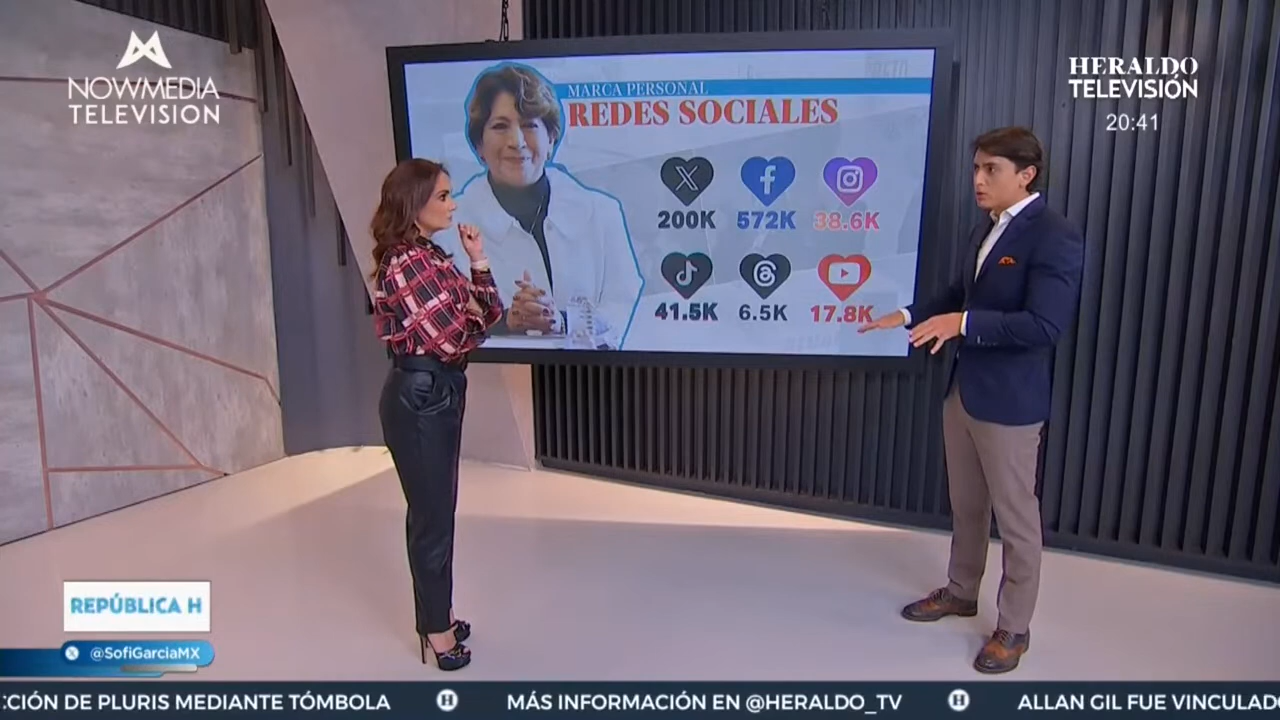 NOWMEDIA
TELEVISION
HERALDO
TELEVISIÓN
20:41
MARCA PERSONAL
REDES SOCIALES
200K
572K
38.6K
41.5K
6.5K
17.8K
REPÚBLICA H
@SofiGarciaMX
CCIÓN DE PLURIS MEDIANTE TÓMBOLA
MÁS INFORMACIÓN EN @HERALDO_TV
ALLAN GIL FUE VINCULAD